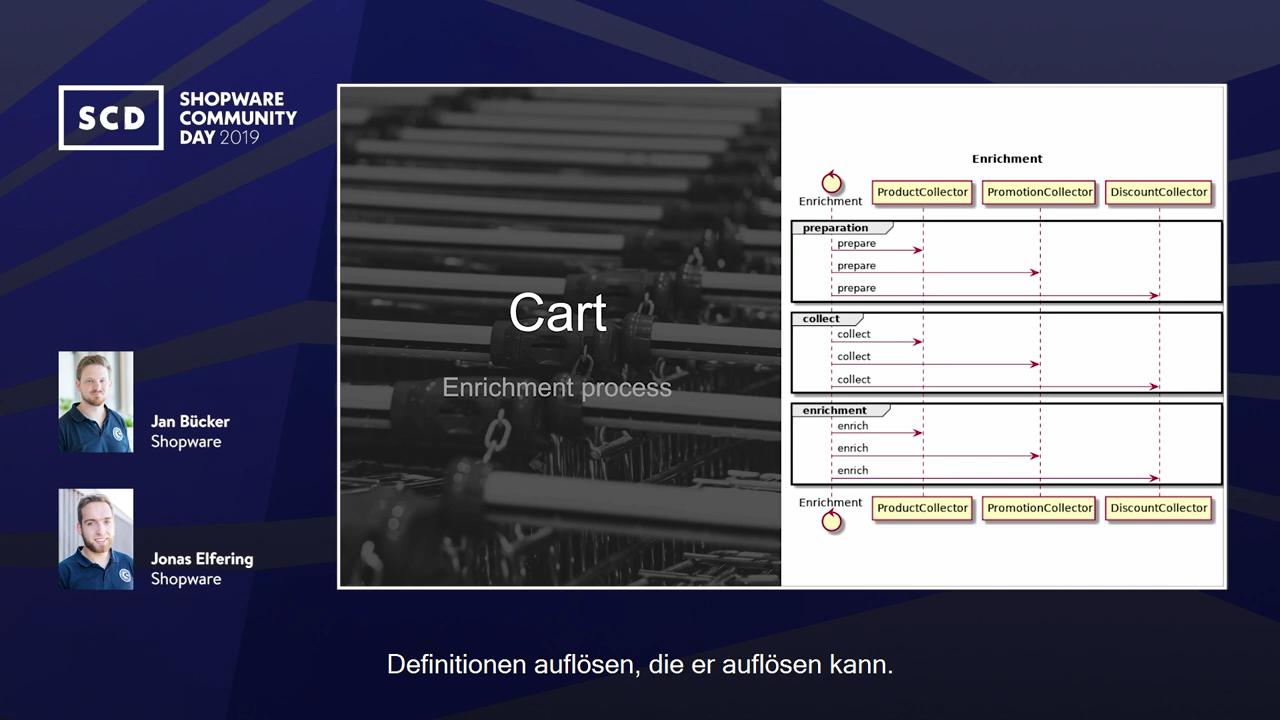 SCD
SHOPWARE
COMMUNITY
DAY 2019
Jan Bücker
Shopware
Jonas Elfering
Shopware
Cart
Enrichment process
Enrichment
Enrichment
ProductCollector
PromotionCollector
DiscountCollector
preparation
prepare
prepare
prepare
collect
collect
collect
collect
enrichment
enrich
enrich
enrich
Enrichment
ProductCollector
PromotionCollector
DiscountCollector
Definitionen auflösen, die er auflösen kann.